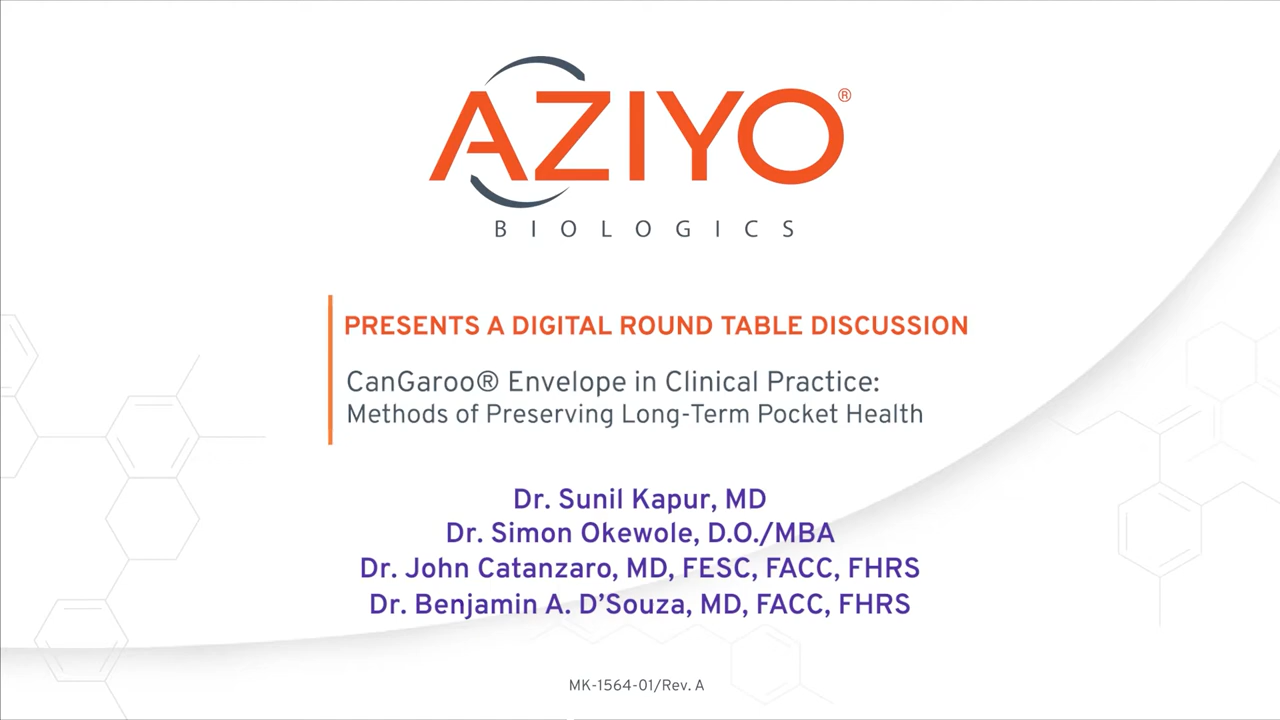 AZIYO®
BIOLOGICS
PRESENTS A DIGITAL ROUND TABLE DISCUSSION
CanGaroo® Envelope in Clinical Practice:
Methods of Preserving Long-Term Pocket Health
Dr. Sunil Kapur, MD
Dr. Simon Okewole, D.O./MBA
Dr. John Catanzaro, MD, FESC, FACC, FHRS
Dr. Benjamin A. D’Souza, MD, FACC, FHRS
MK-1564-01/Rev. A